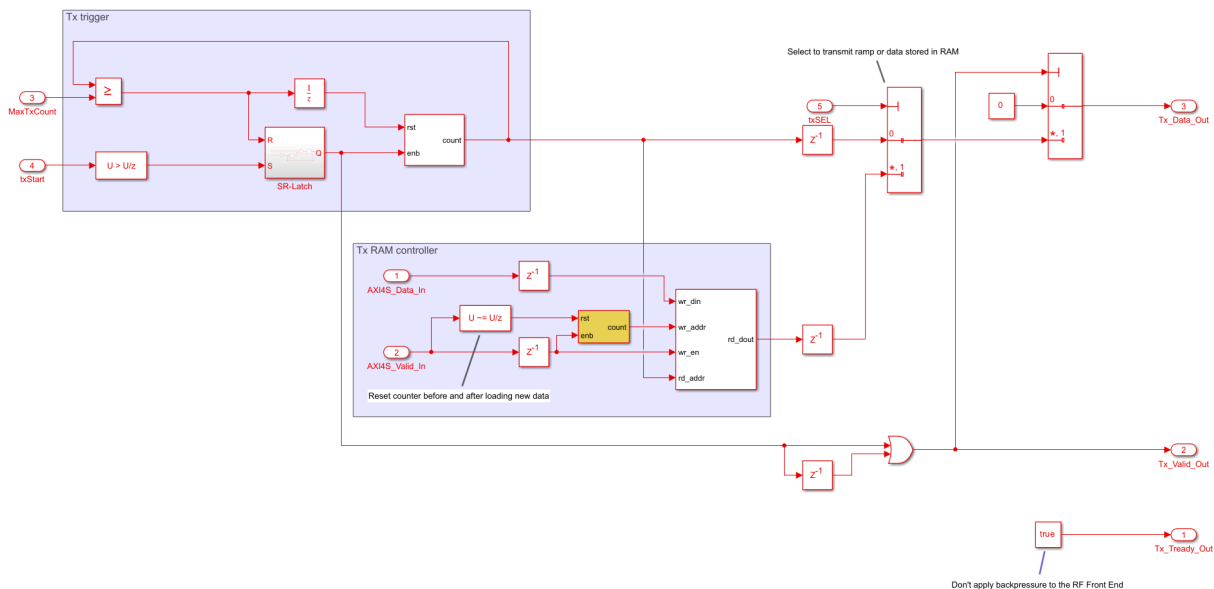 Tx trigger
Select to transmit ramp or data stored in RAM
≥
1
z
3
MaxTxCount
rst
enb
count
R
S
Q
SR-Latch
4
txStart
U > U/z
5
txSEL
z-1
0
*, 1
0
0
*, 1
3
Tx_Data_Out
Tx RAM controller
1
AXI4S_Data_In
z-1
U ~= U/z
rst
enb
count
2
AXI4S_Valid_In
z-1
wr_din
wr_addr
wr_en
rd_addr
rd_dout
z-1
Reset counter before and after loading new data
z-1
2
Tx_Valid_Out
true
1
Tx_Tready_Out
Don't apply backpressure to the RF Front End